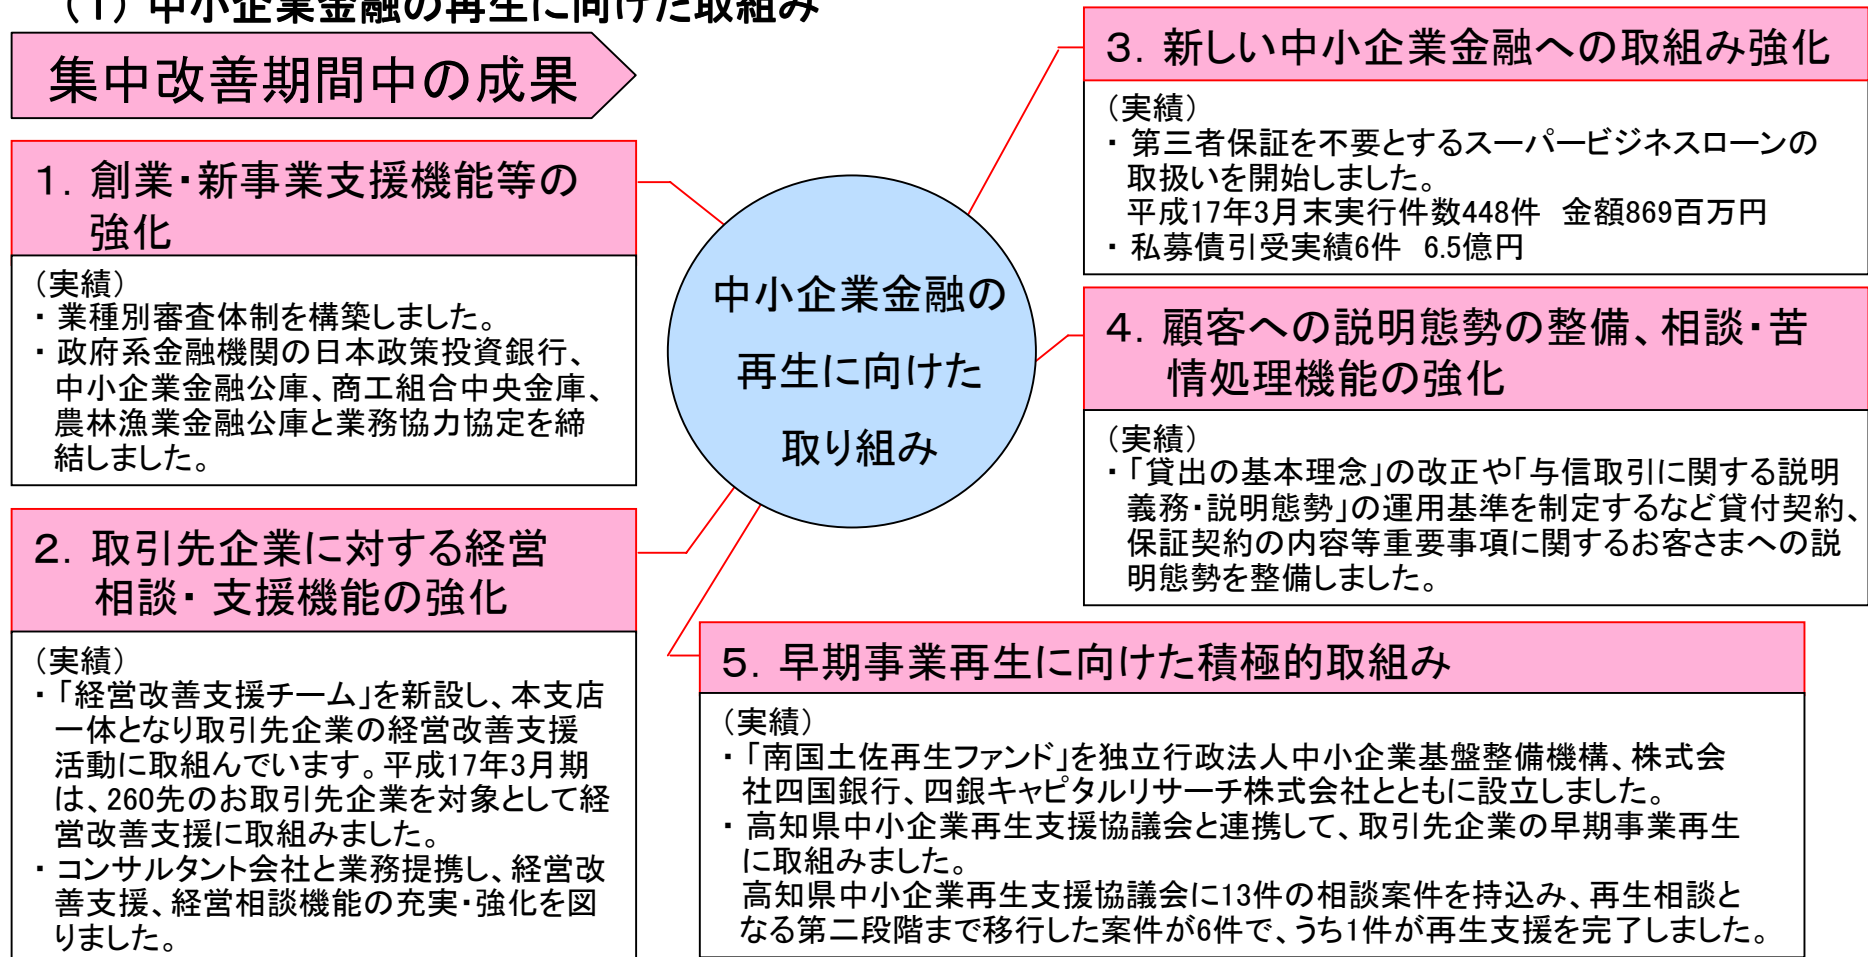 （1）中小企業金融の再生に向けた取組み
集中改善期間中の成果
1．創業・新事業支援機能等の
強化
（実績）
・業種別審査体制を構築しました。
・政府系金融機関の日本政策投資銀行、
中小企業金融公庫、商工組合中央金庫、
農林漁業金融公庫と業務協力協定を締
結しました。
2．取引先企業に対する経営
相談・支援機能の強化
（実績）
・「経営改善支援チーム」を新設し、本支店
一体となり取引先企業の経営改善支援
活動に取組んでいます。平成17年3月期
は、260先のお取引先企業を対象として経
営改善支援に取組みました。
・コンサルタント会社と業務提携し、経営改
善支援、経営相談機能の充実・強化を図
りました。
中小企業金融の
再生に向けた
取り組み
3．新しい中小企業金融への取組み強化
（実績）
・第三者保証を不要とするスーパービジネスローンの
取扱いを開始しました。
平成17年3月末実行件数448件 金額869百万円
・私募債引受実績6件 6.5億円
4．顧客への説明態勢の整備、相談・苦
情処理機能の強化
（実績）
・「貸出の基本理念」の改正や「与信取引に関する説明
義務・説明態勢」の運用基準を制定するなど貸付契約、
保証契約の内容等重要事項に関するお客さまへの説
明態勢を整備しました。
5．早期事業再生に向けた積極的取組み
（実績）
・「南国土佐再生ファンド」を独立行政法人中小企業基盤整備機構、株式会
社四国銀行、四銀キャピタルリサーチ株式会社とともに設立しました。
・高知県中小企業再生支援協議会と連携して、取引先企業の早期事業再生
に取組みました。
高知県中小企業再生支援協議会に13件の相談案件を持込み、再生相談と
なる第二段階まで移行した案件が6件で、うち1件が再生支援を完了しました。